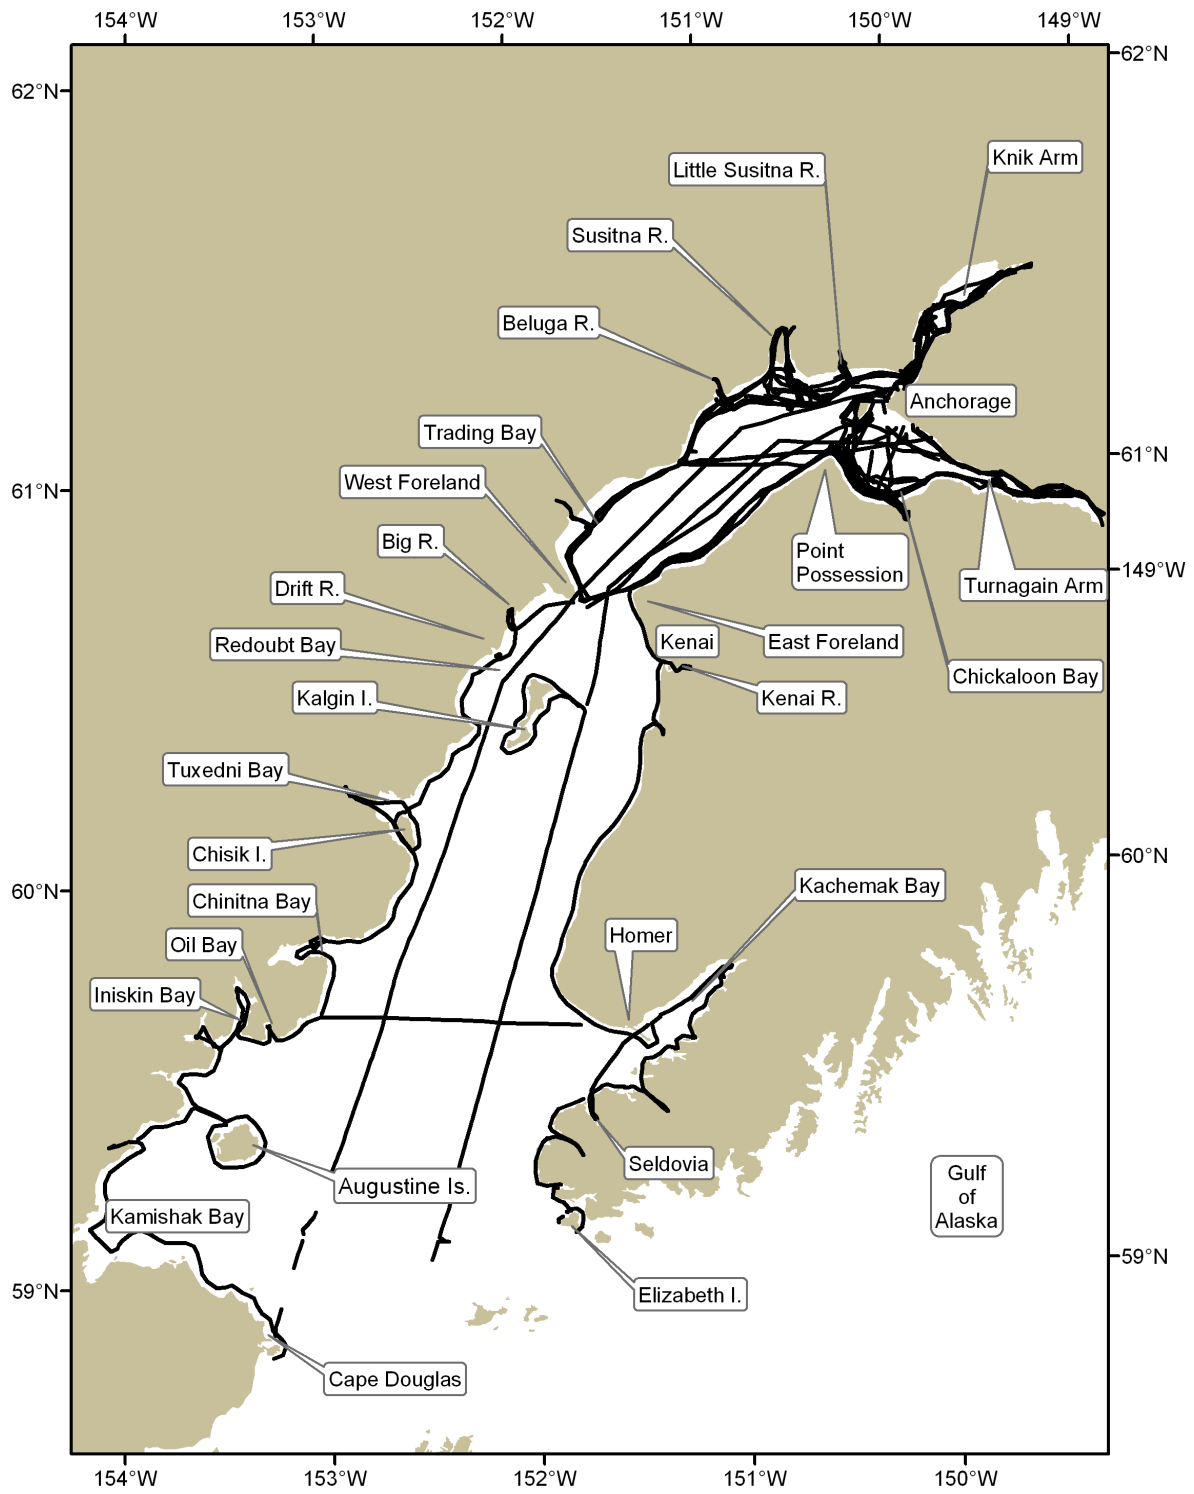 154°W
153°W
152°W
151°W
150°W
149°W
62°N
62°N
Knik Arm
Little Susitna R.
Susitna R.
Beluga R.
Anchorage
Trading Bay
61°N
West Foreland
61°N
Big R.
Point
Possession
149°W
Turnagain Arm
Drift R.
Redoubt Bay
Kenai
East Foreland
Chickaloon Bay
Kalgin I.
Kenai R.
Tuxedni Bay
Chisik I.
60°N
Kachemak Bay
60°N
Chinitna Bay
Homer
Oil Bay
Iniskin Bay
Seldovia
Augustine Is.
Gulf
of
Alaska
Kamishak Bay
59°N
59°N
Elizabeth I.
Cape Douglas
154°W
153°W
152°W
151°W
150°W